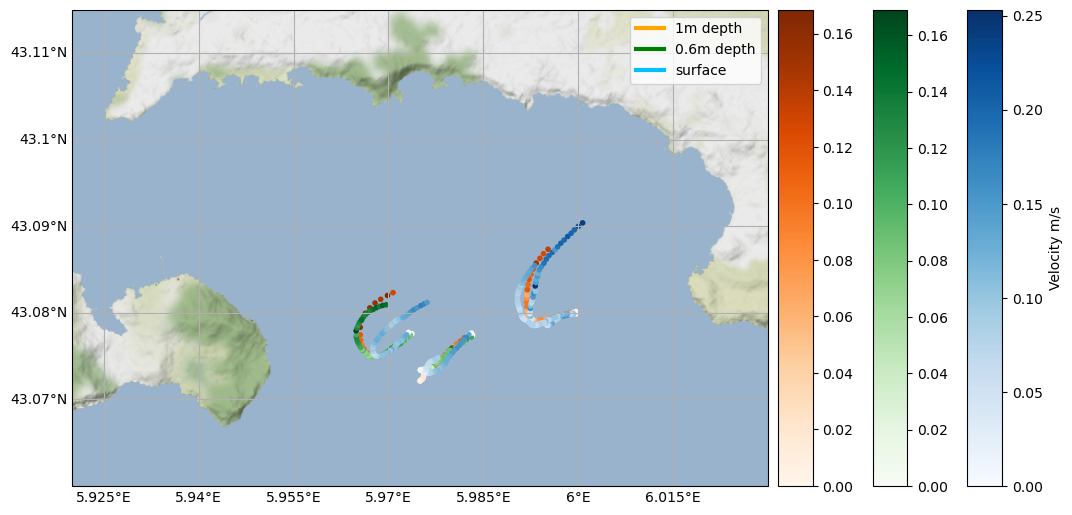 1m depth
0.6m depth
surface
43.11°N
43.1°N
43.09°N
43.08°N
43.07°N
5.925°E
5.94°E
5.955°E
5.97°E
5.985°E
6°E
6.015°E
0.16
0.14
0.12
0.10
0.08
0.06
0.04
0.02
0.00
0.16
0.14
0.12
0.10
0.08
0.06
0.04
0.02
0.00
0.25
0.20
0.15
0.10
0.05
0.00
Velocity m/s